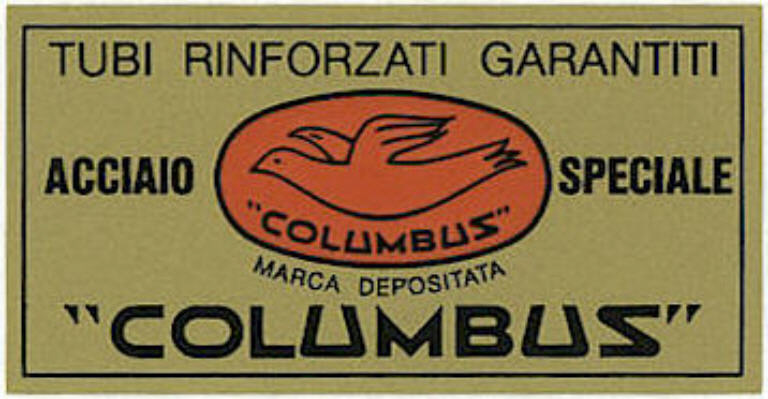 TUBI RINFORZATI GARANTITI
ACCIAIO SPECIALE
"COLUMBUS"
MARCA DEPOSITATA
"COLUMBUS"